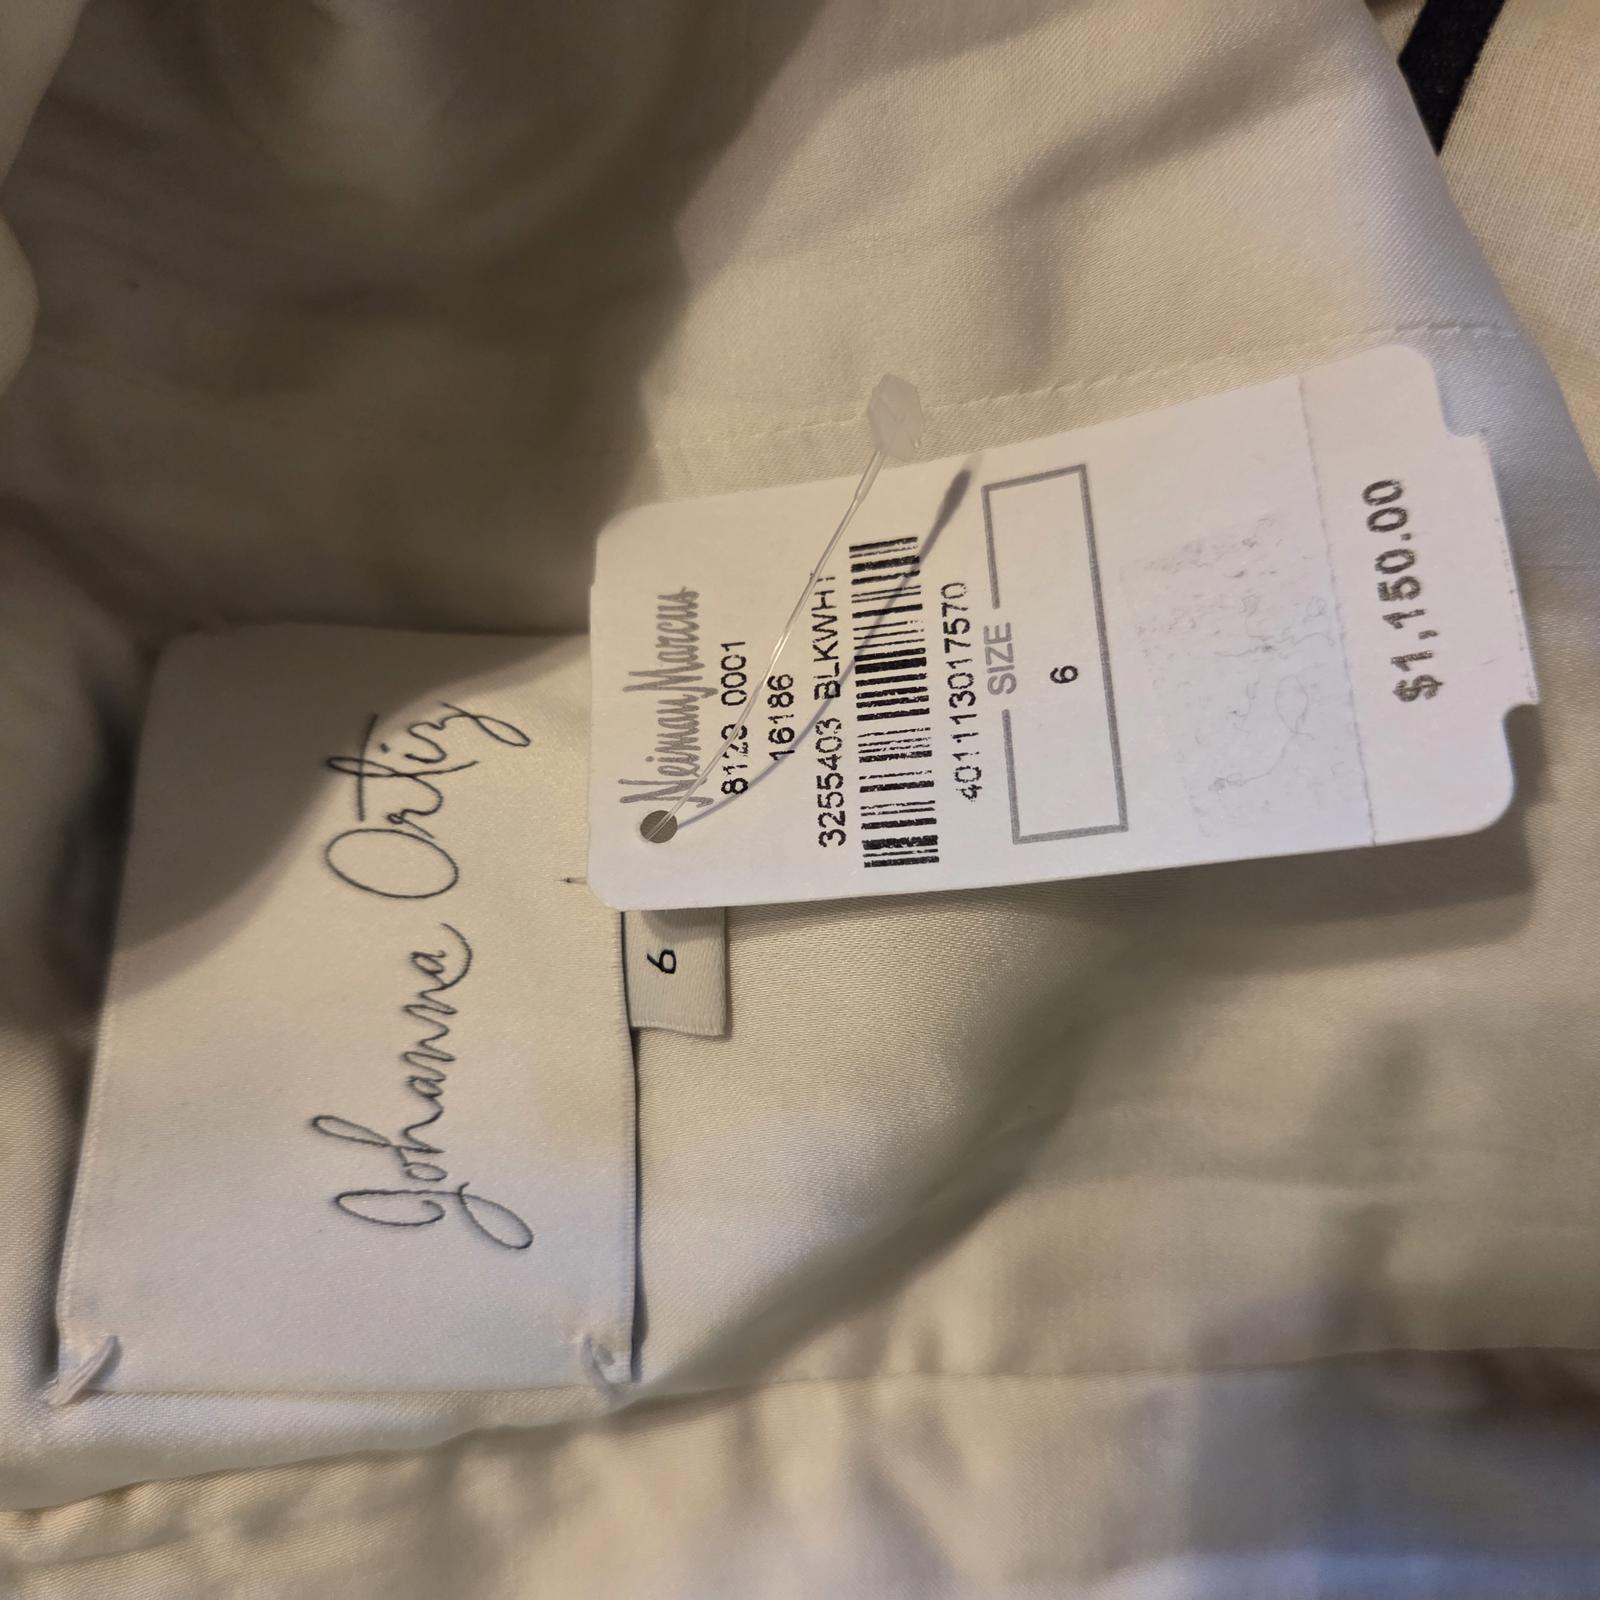 Johanna Ortiz
6
Neiman Marcus
8123 0001
16186
3255403 BLKWHT
401113017570
SIZE
6
$1,150.00